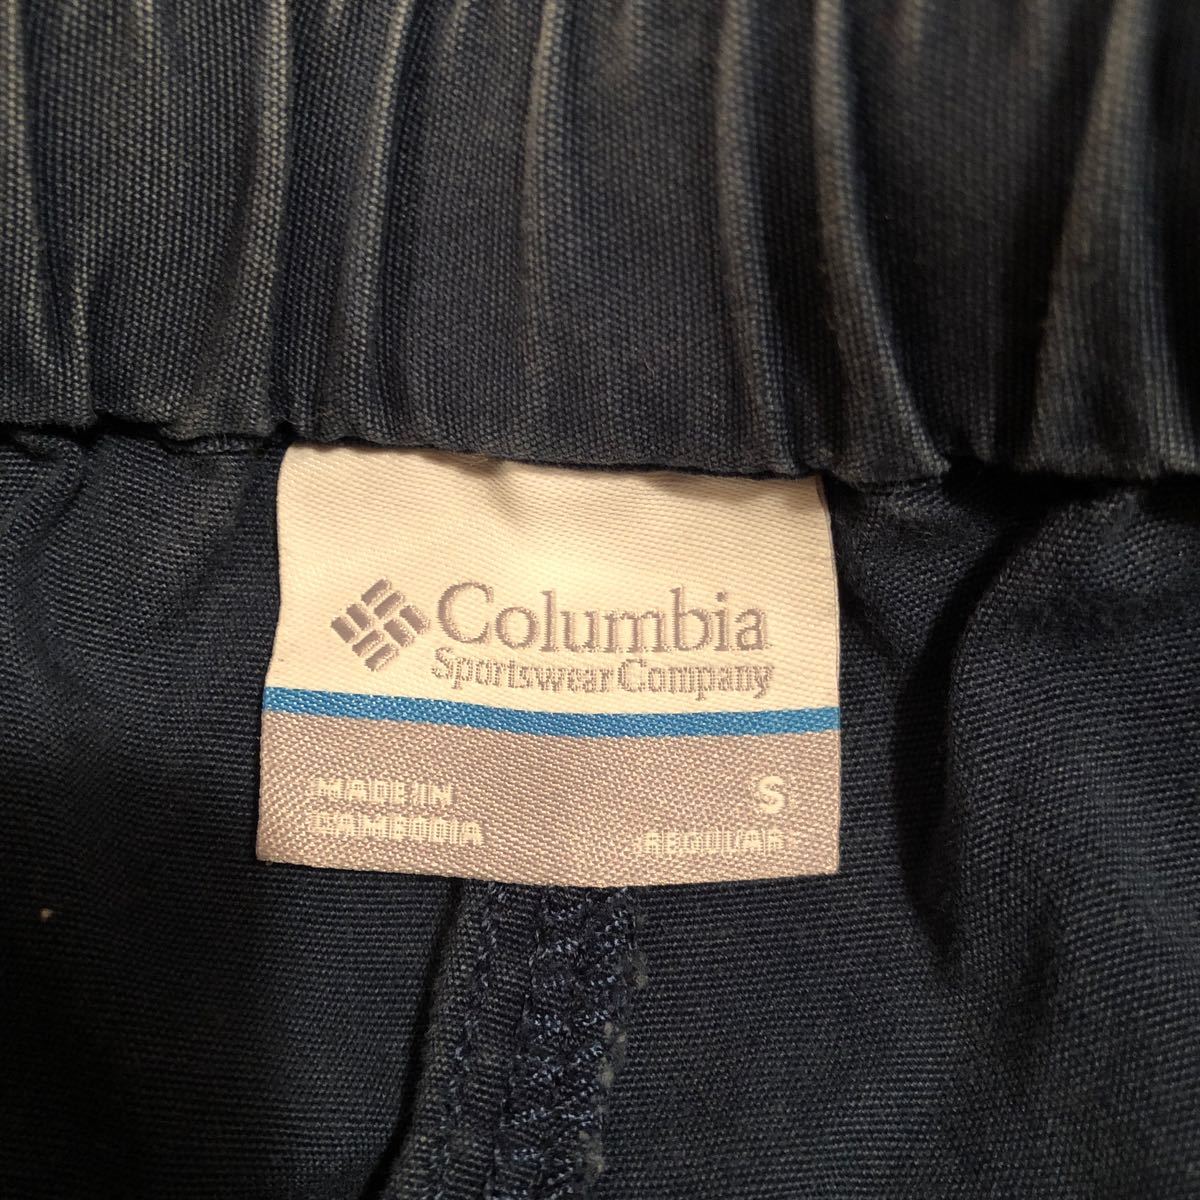 Columbia
Sportswear Company
MADE IN
CAMBODIA
S
REGULAR